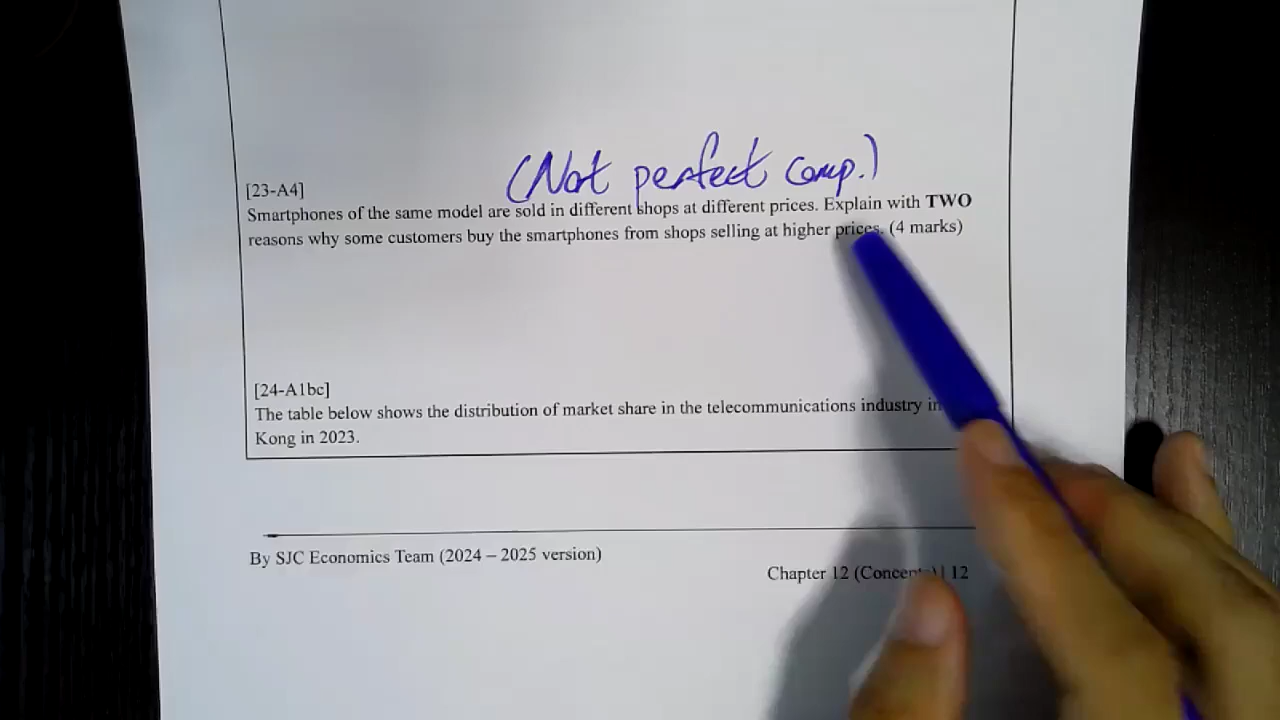 (Not perfect comp.)
[23-A4]
Smartphones of the same model are sold in different shops at different prices. Explain with TWO
reasons why some customers buy the smartphones from shops selling at higher prices. (4 marks)
[24-A1bc]
The table below shows the distribution of market share in the telecommunications industry in
Kong in 2023.
By SJC Economics Team (2024 – 2025 version)
Chapter 12 | 12